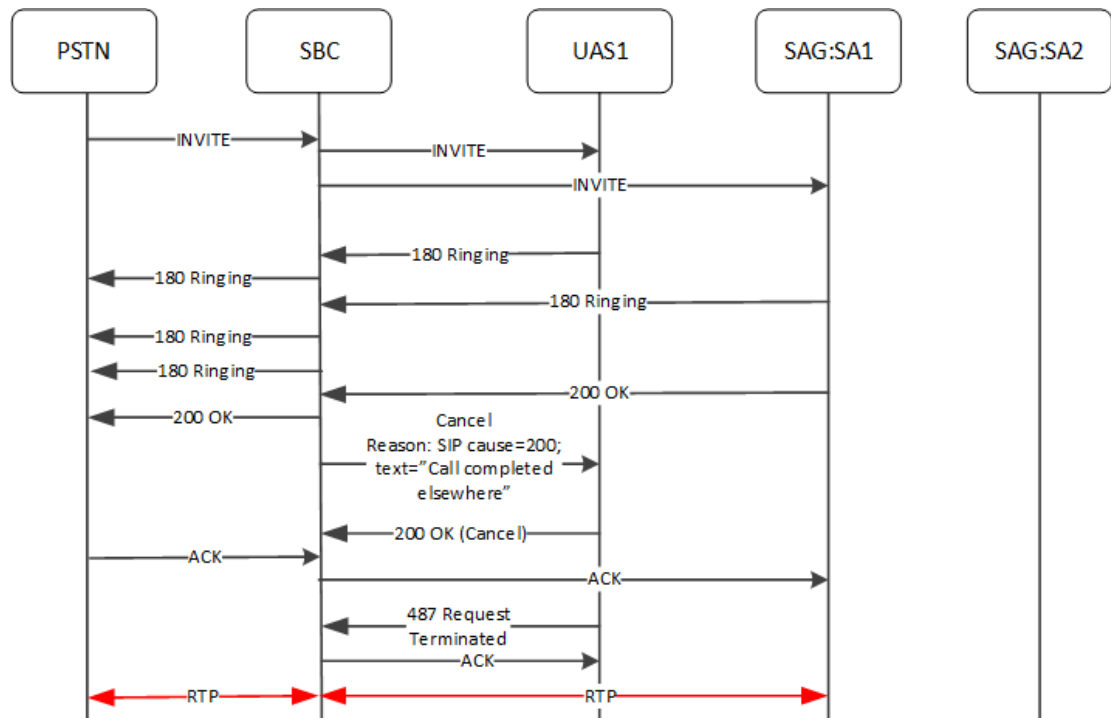 PSTN
SBC
UAS1
SAG:SA1
SAG:SA2
INVITE
INVITE
INVITE
180 Ringing
180 Ringing
180 Ringing
180 Ringing
180 Ringing
200 OK
200 OK
Cancel
Reason: SIP cause=200;
text=”Call completed
elsewhere”
200 OK (Cancel)
ACK
ACK
487 Request
Terminated
ACK
RTP
RTP